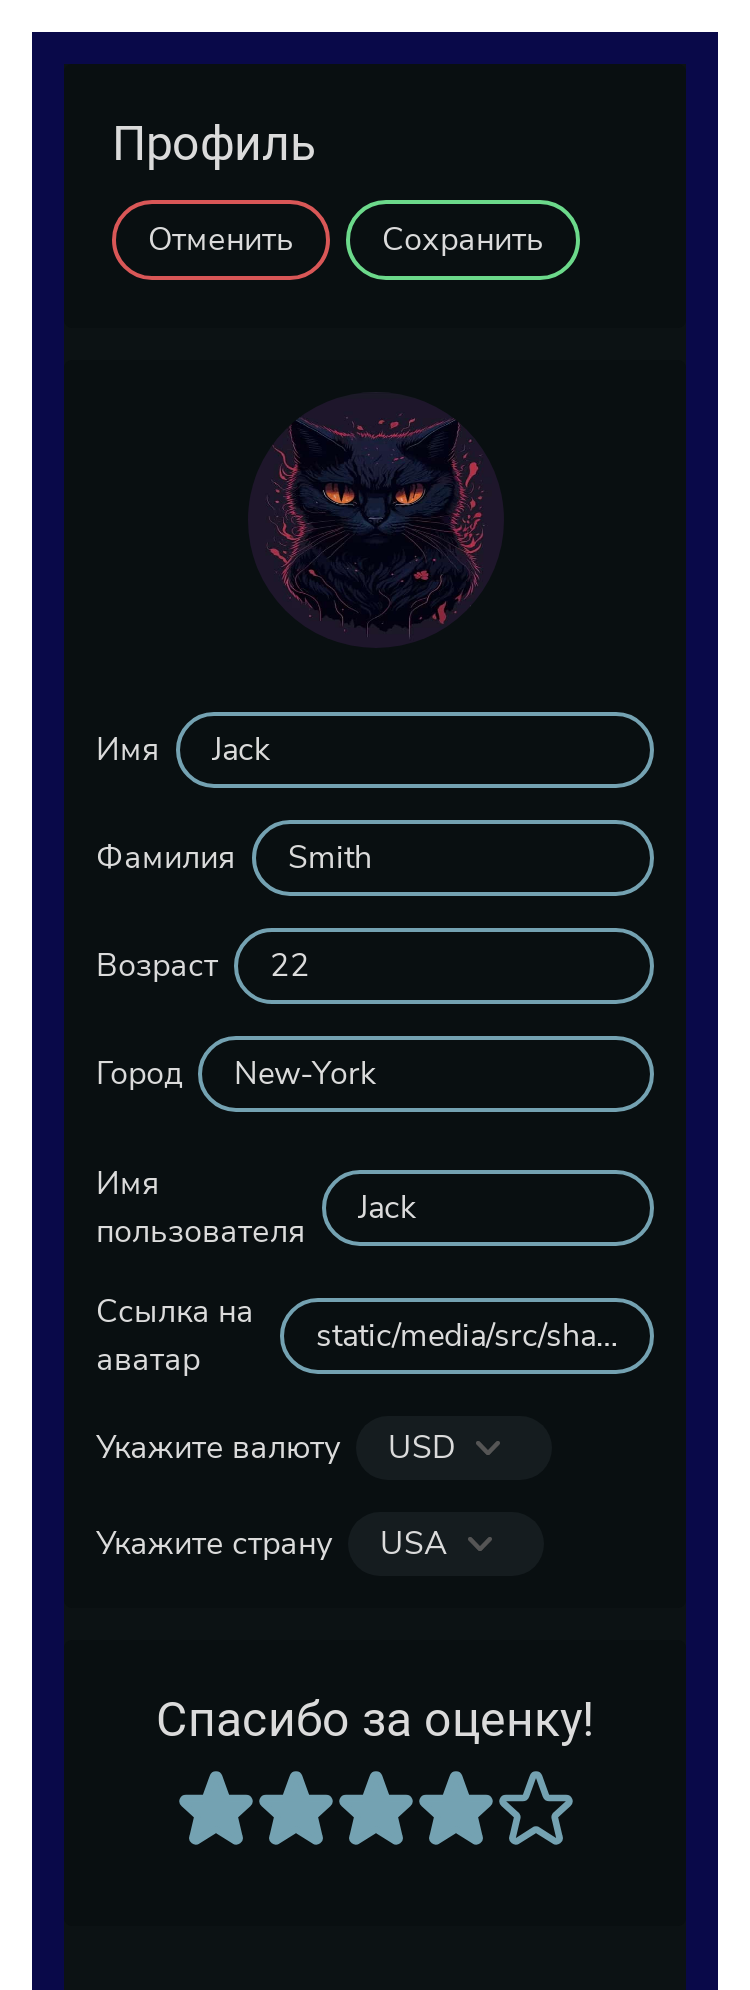 Профиль
Отменить Сохранить
Имя Jack
Фамилия Smith
Возраст 22
Город New-York
Имя
пользователя
Jack
Ссылка на
аватар
static/media/src/sha...
Укажите валюту USD
Укажите страну USA
Спасибо за оценку!